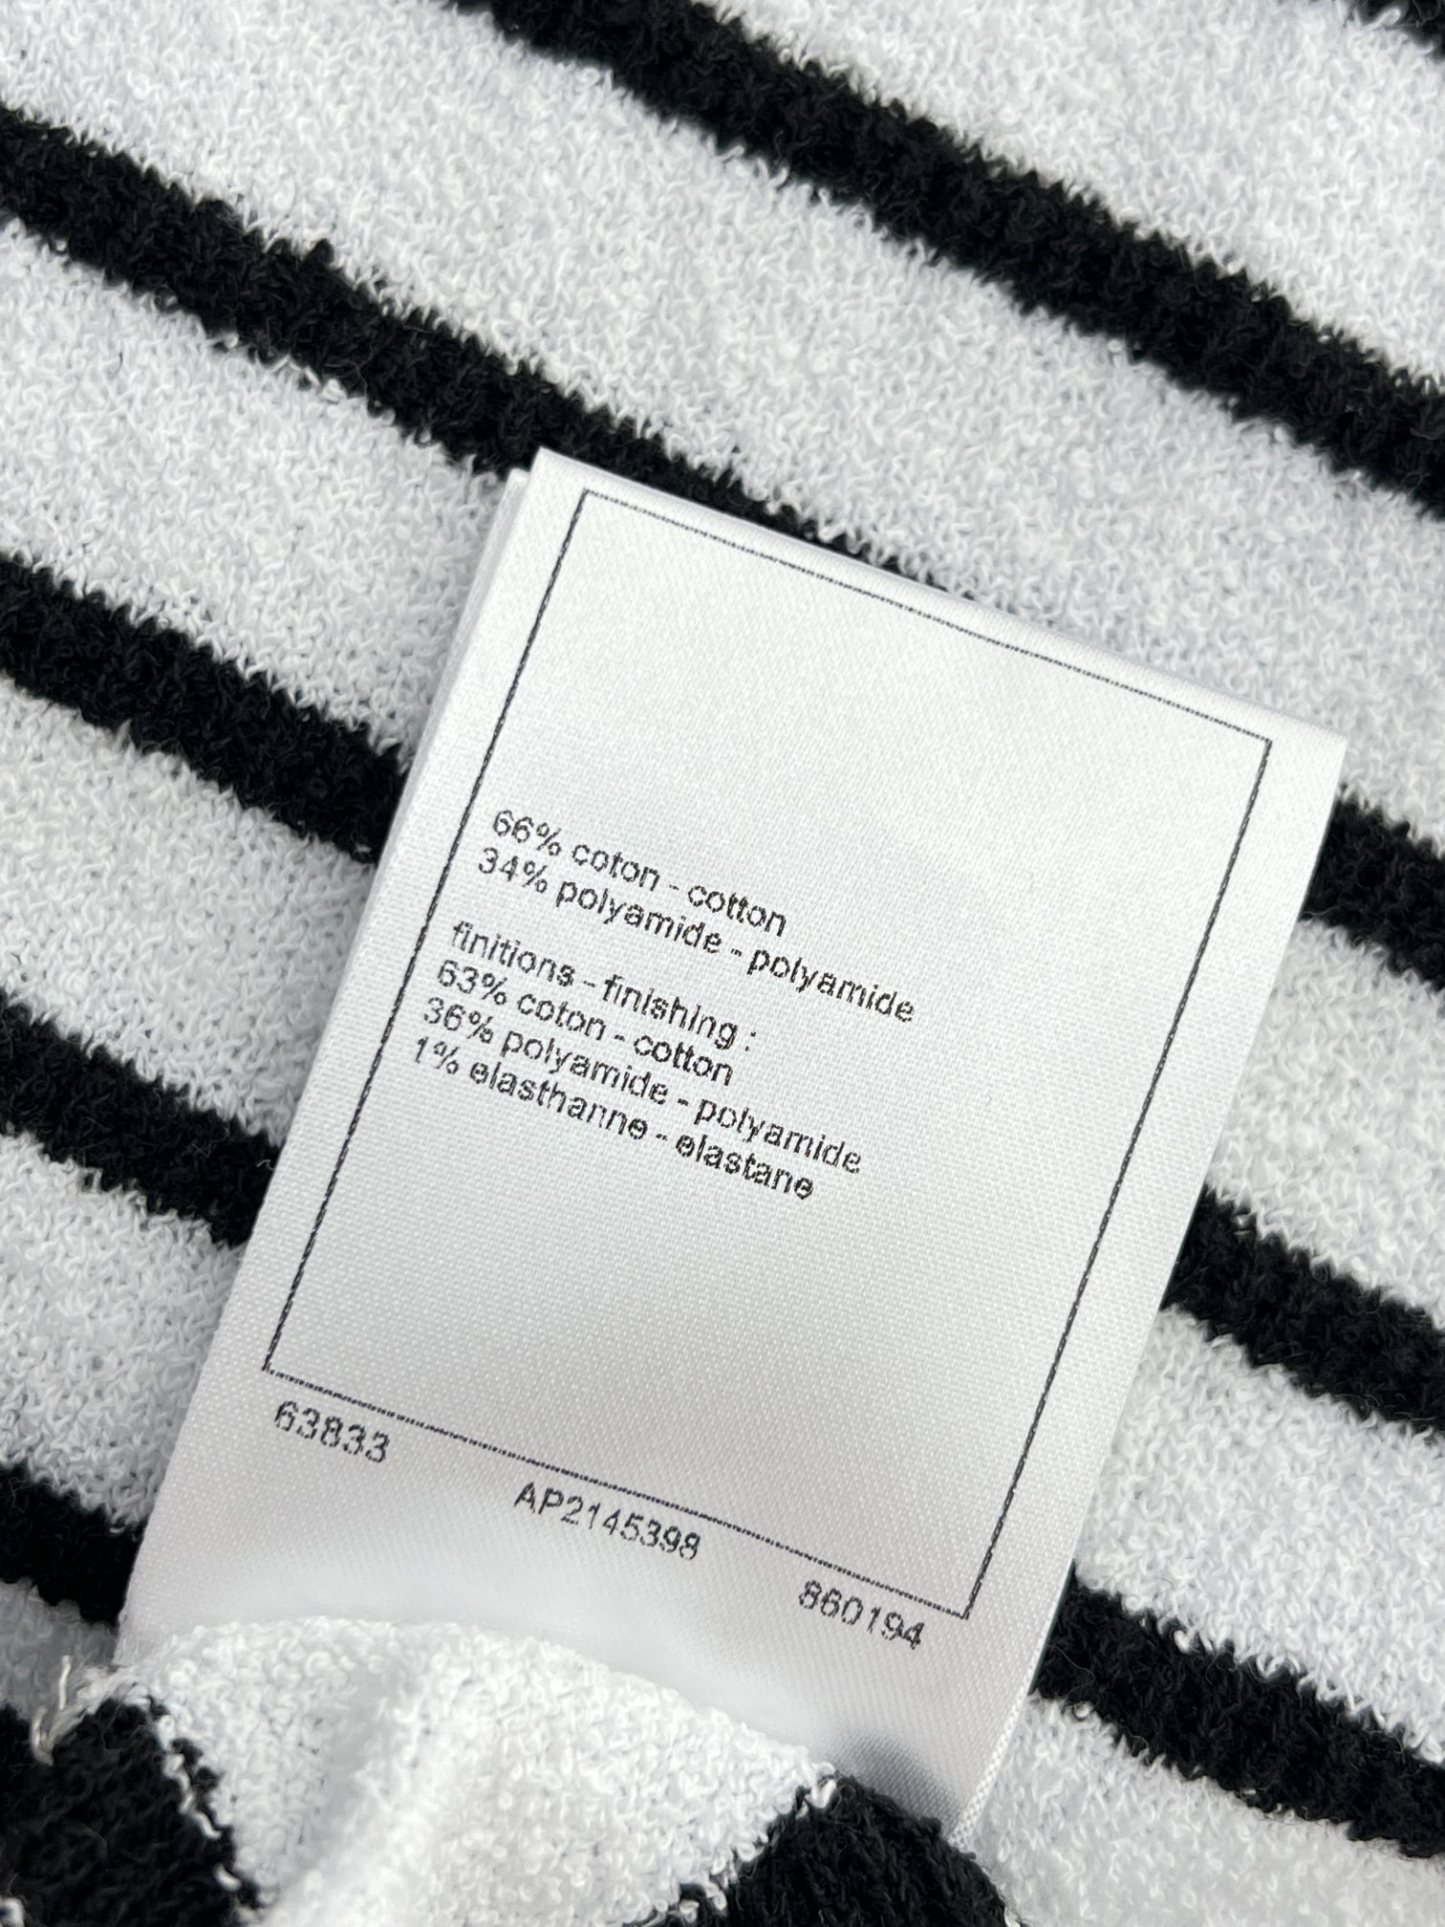 66% coton - cotton
34% polyamide - polyamide
finitions - finishing :
63% coton - cotton
36% polyamide - polyamide
1% elasthanne - elastane
63833
AP2145398
860194